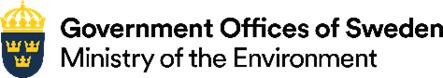 Government Offices of Sweden
Ministry of the Environment